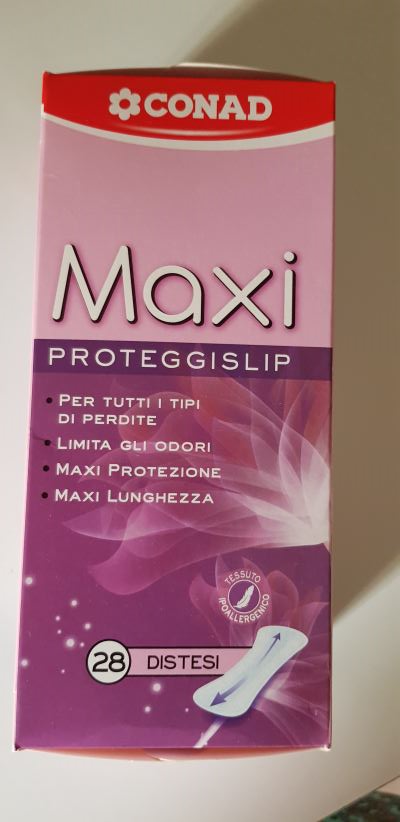 CONAD
Maxi
PROTEGGISLIP
• PER TUTTI I TIPI
DI PERDITE
• LIMITA GLI ODORI
• MAXI PROTEZIONE
• MAXI LUNGHEZZA
TESSUTO
IPOALLERGENICO
28 DISTESI